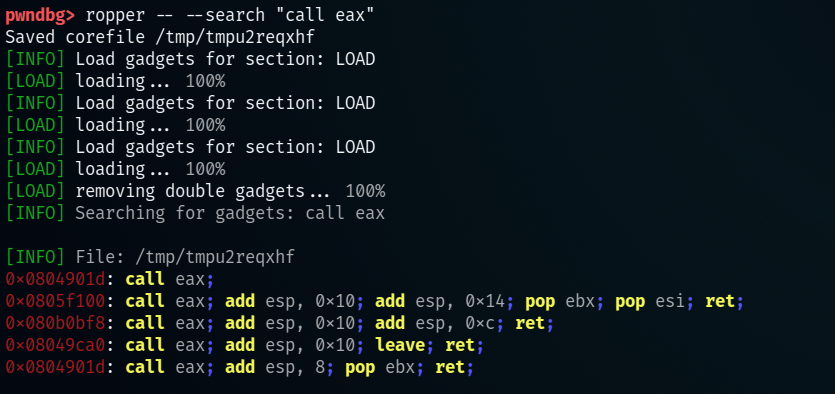 pwndbg> ropper -- --search "call eax"
Saved corefile /tmp/tmpu2reqxhf
[INFO] Load gadgets for section: LOAD
[LOAD] loading... 100%
[INFO] Load gadgets for section: LOAD
[LOAD] loading... 100%
[INFO] Load gadgets for section: LOAD
[LOAD] loading... 100%
[LOAD] removing double gadgets... 100%
[INFO] Searching for gadgets: call eax
[INFO] File: /tmp/tmpu2reqxhf
0x0804901d: call eax;
0x0805f100: call eax; add esp, 0x10; add esp, 0x14; pop ebx; pop esi; ret;
0x080b0bf8: call eax; add esp, 0x10; add esp, 0xc; ret;
0x08049ca0: call eax; add esp, 0x10; leave; ret;
0x0804901d: call eax; add esp, 8; pop ebx; ret;